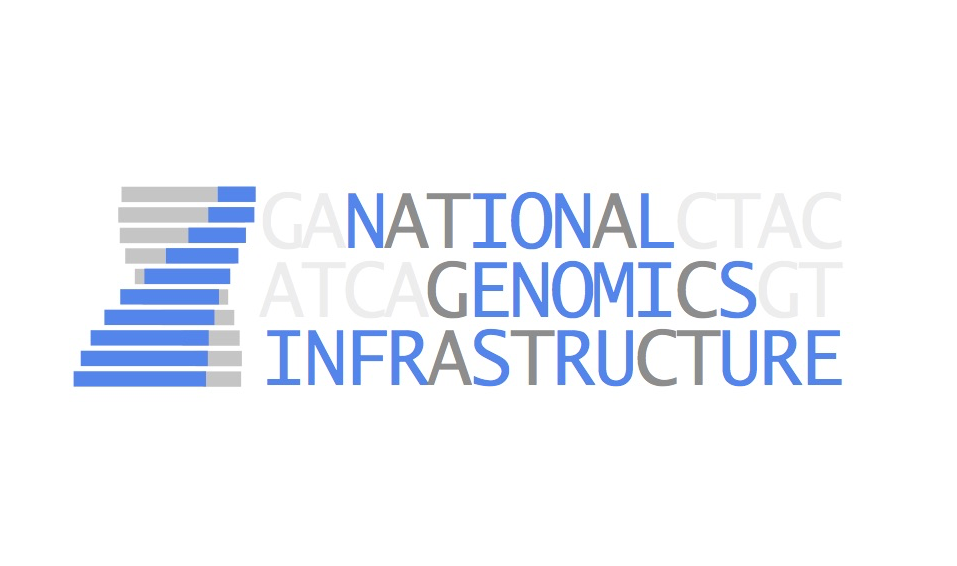 GANATIONALCTAC
ATCAGENOMICSGT
INFRASTRUCTURE